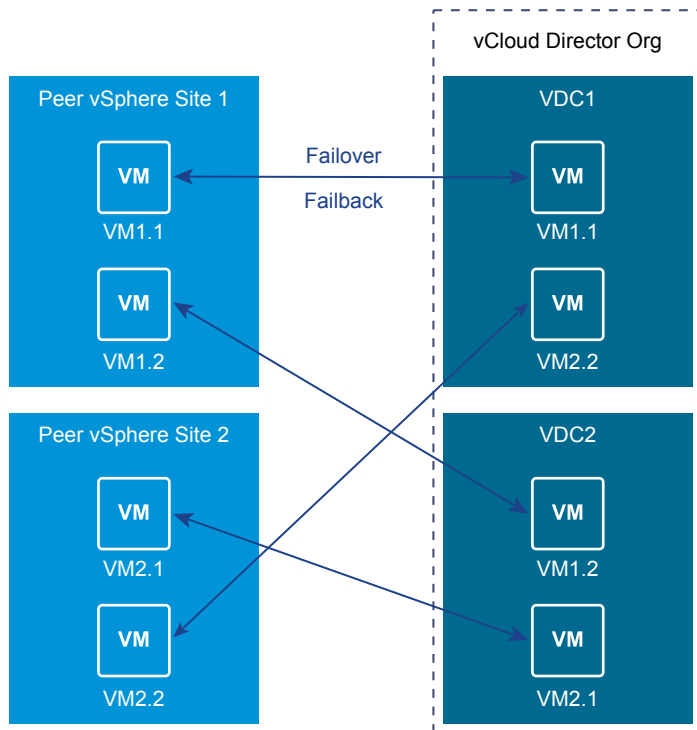 vCloud Director Org
Peer vSphere Site 1
VM
VM1.1
VM
VM1.2
Failover
Failback
VDC1
VM
VM1.1
VM
VM2.2
Peer vSphere Site 2
VM
VM2.1
VM
VM2.2
VDC2
VM
VM1.2
VM
VM2.1